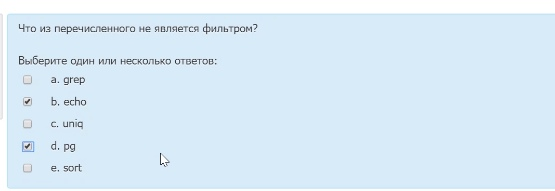 Что из перечисленного не является фильтром?
Выберите один или несколько ответов:
a. grep
b. echo
c. uniq
d. pg
e. sort